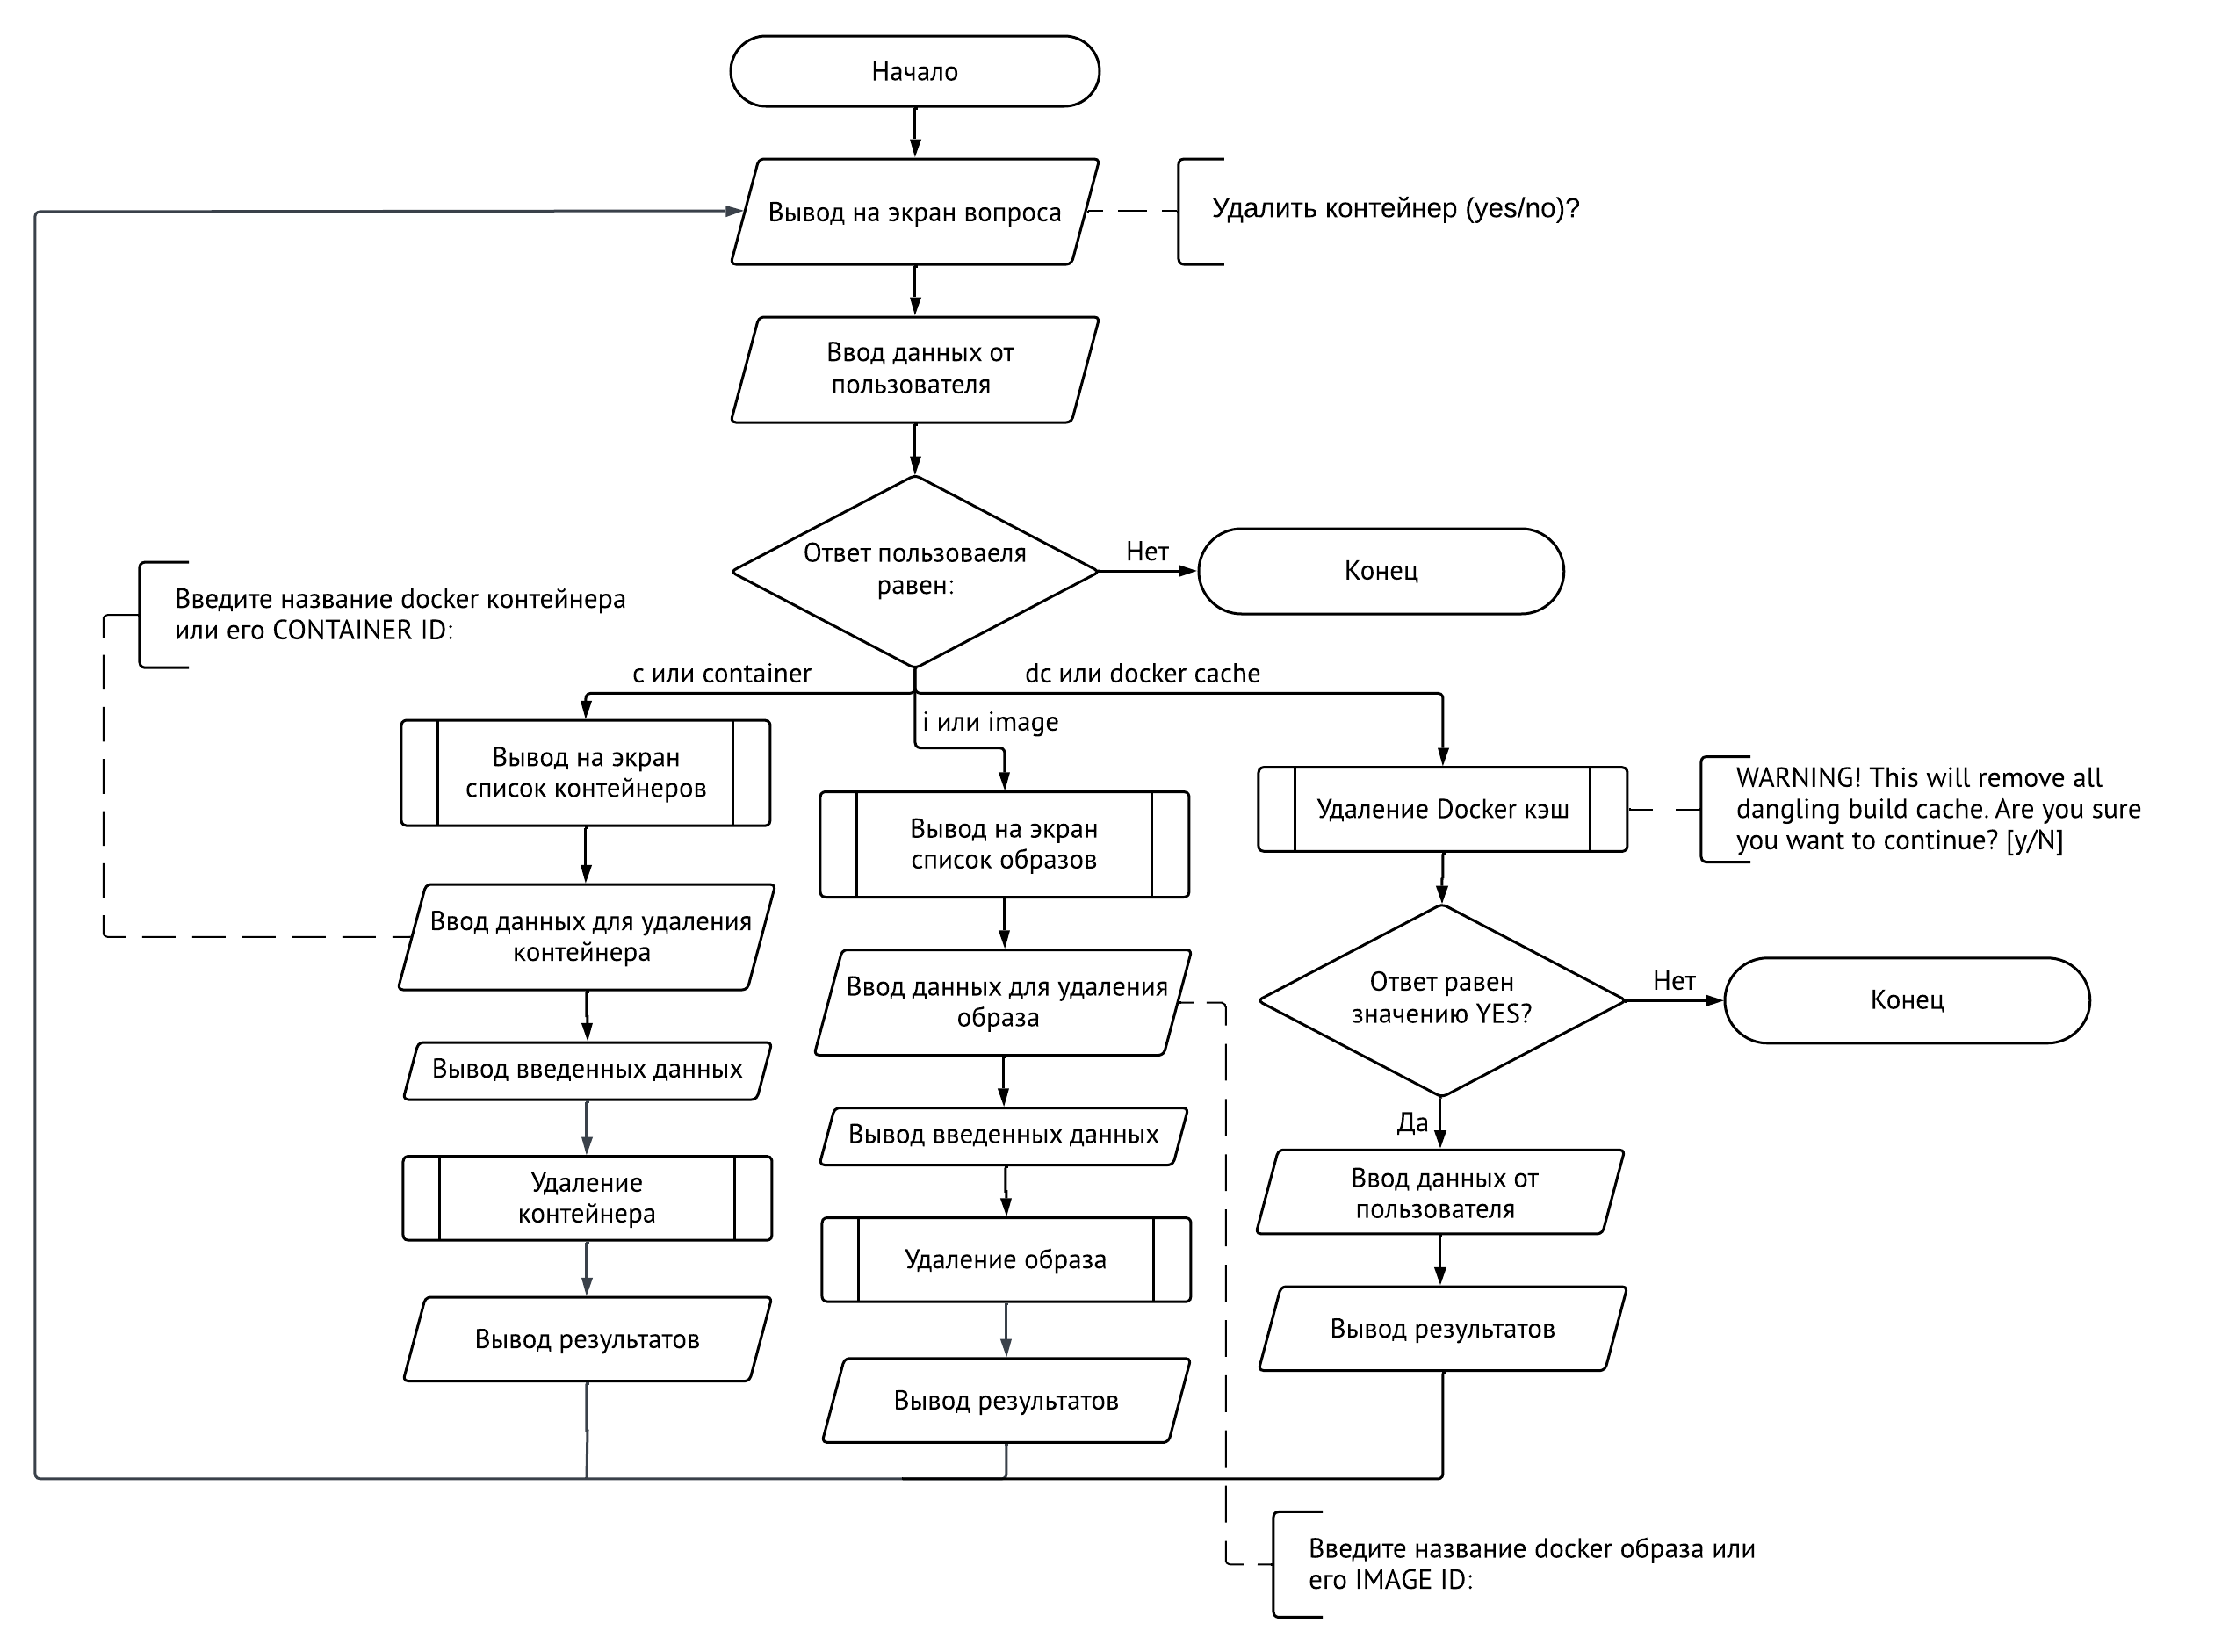 Начало
Вывод на экран вопроса
Удалить контейнер (yes/no)?
Ввод данных от
пользователя
Ответ пользоваеля
равен:
Нет
Конец
Введите название docker контейнера
или его CONTAINER ID:
с или container
dc или docker cache
i или image
Вывод на экран
список контейнеров
Вывод на экран
список образов
Удаление Docker кэш
WARNING! This will remove all
dangling build cache. Are you sure
you want to continue? [y/N]
Ввод данных для удаления
контейнера
Ввод данных для удаления
образа
Ответ равен
значению YES?
Нет
Конец
Вывод введенных данных
Вывод введенных данных
Да
Удаление
контейнера
Ввод данных от
пользователя
Удаление образа
Вывод результатов
Вывод результатов
Вывод результатов
Введите название docker образа или
его IMAGE ID: